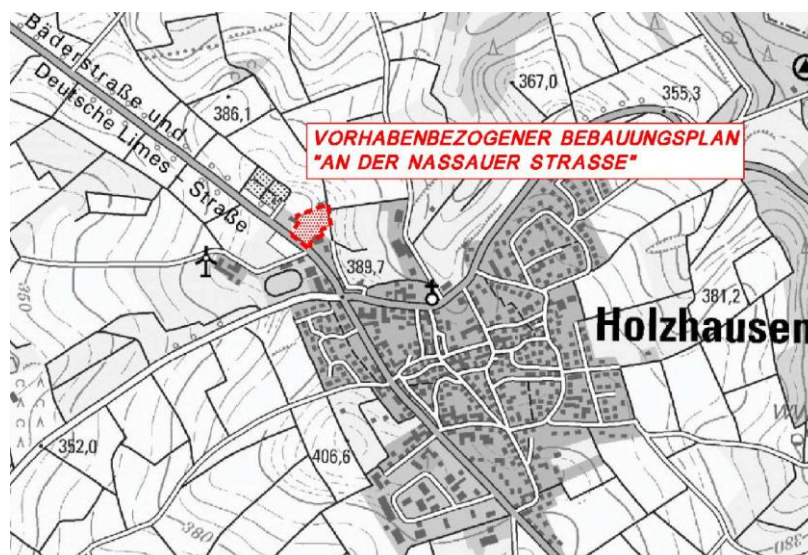 Bäderstraße und
Deutsche Limes - Straße
386,1
367,0
355,3
VORHABENBEZOGENER BEBAUUNGSPLAN
"AN DER NASSAUER STRASSE"
389,7
381,2
Holzhausen
350
352,0
406,6
380
380